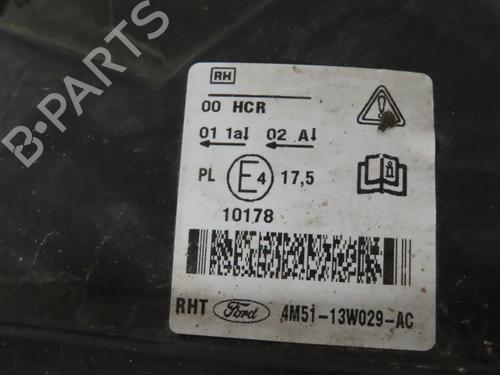 B-PARTS
RH
00 HCR
01 1a↓ 02 A↓
PL E4 17,5
10178
RHT Ford 4M51-13W029-AC